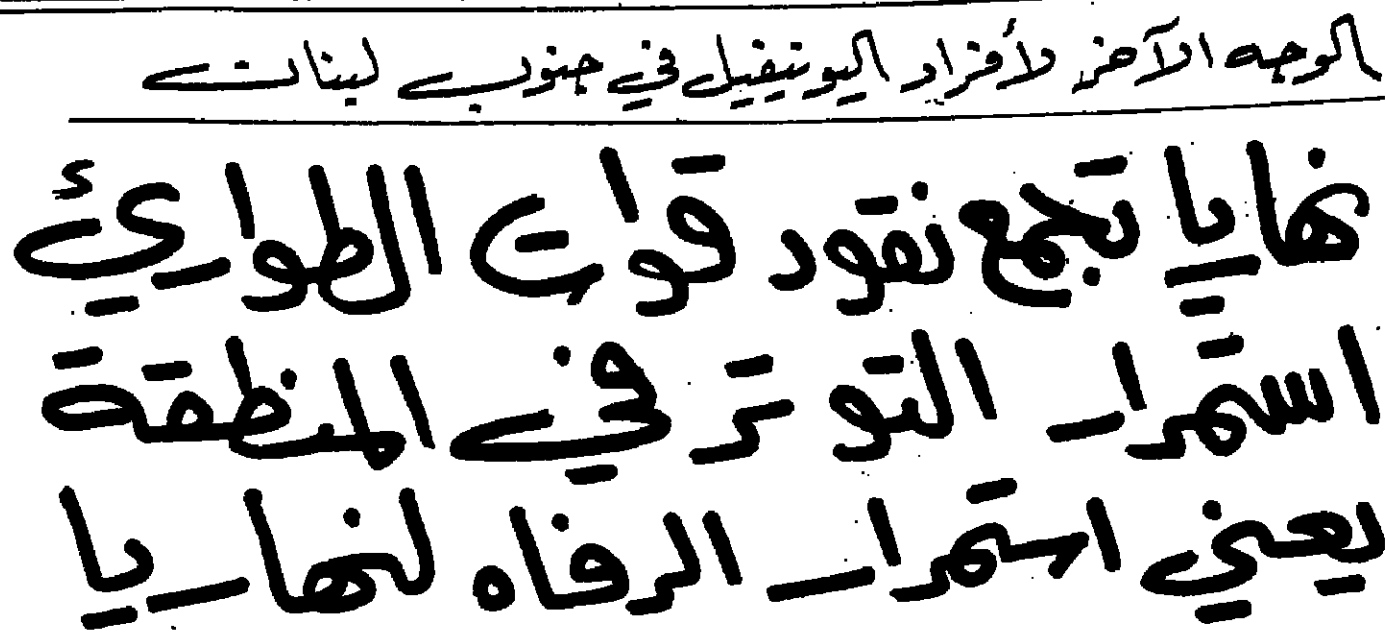 الوجه الآخر لأفراد اليونيفيل في جنوب لبنان
نهاريا تجمع نقود قوات الطوارئ
استمرار التوتر في المنطقة
يعني استمرار الرفاه لنهاريا